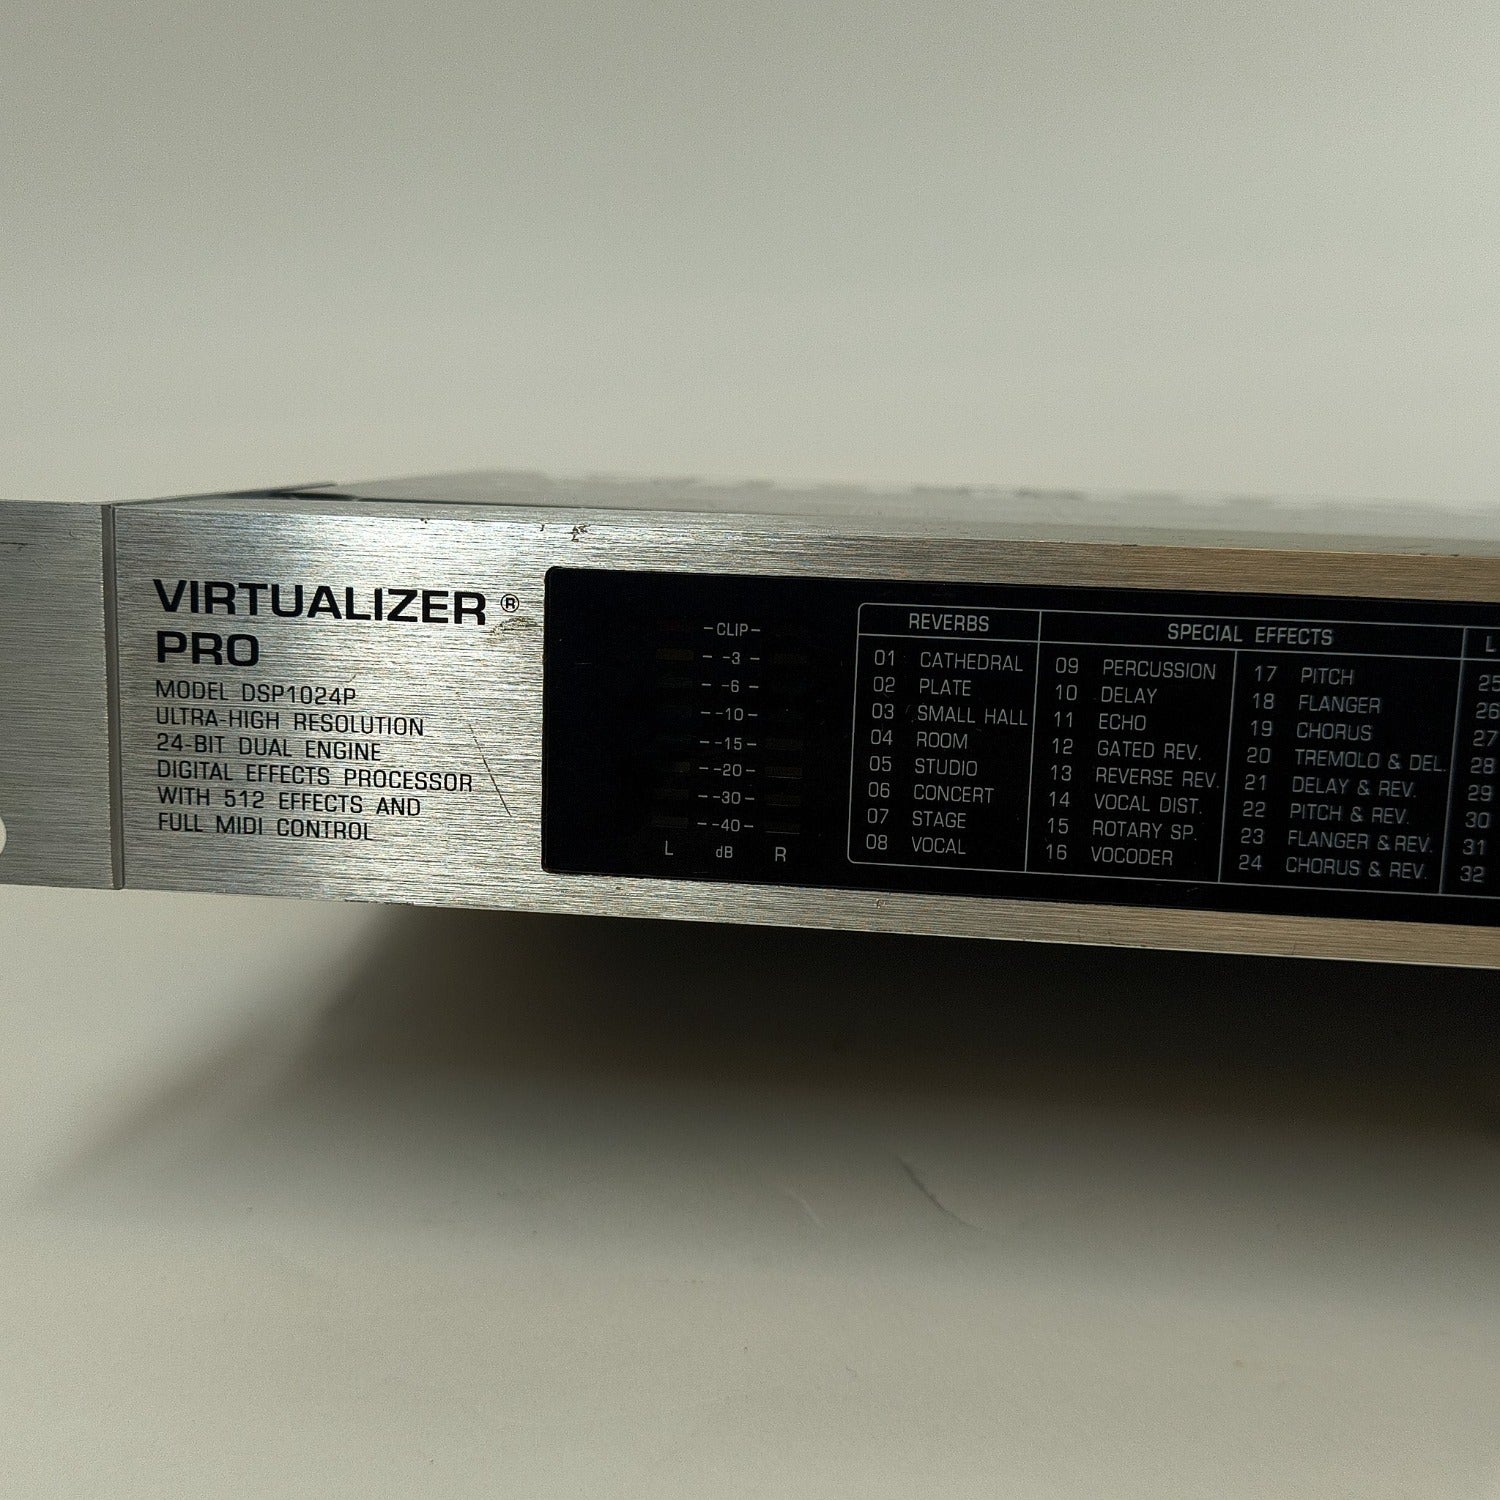 VIRTUALIZER®
PRO
MODEL DSP1024P
ULTRA-HIGH RESOLUTION
24-BIT DUAL ENGINE
DIGITAL EFFECTS PROCESSOR
WITH 512 EFFECTS AND
FULL MIDI CONTROL
-CLIP-
- -3 -
- -6 -
- -10 -
- -15 -
- -20 -
- -30 -
- -40 -
L dB R
REVERBS
01 CATHEDRAL
02 PLATE
03 SMALL HALL
04 ROOM
05 STUDIO
06 CONCERT
07 STAGE
08 VOCAL
SPECIAL EFFECTS
09 PERCUSSION
10 DELAY
11 ECHO
12 GATED REV.
13 REVERSE REV.
14 VOCAL DIST.
15 ROTARY SP.
16 VOCODER
17 PITCH
18 FLANGER
19 CHORUS
20 TREMOLO & DEL.
21 DELAY & REV.
22 PITCH & REV.
23 FLANGER & REV.
24 CHORUS & REV.
L
25
26
27
28
29
30
31
32